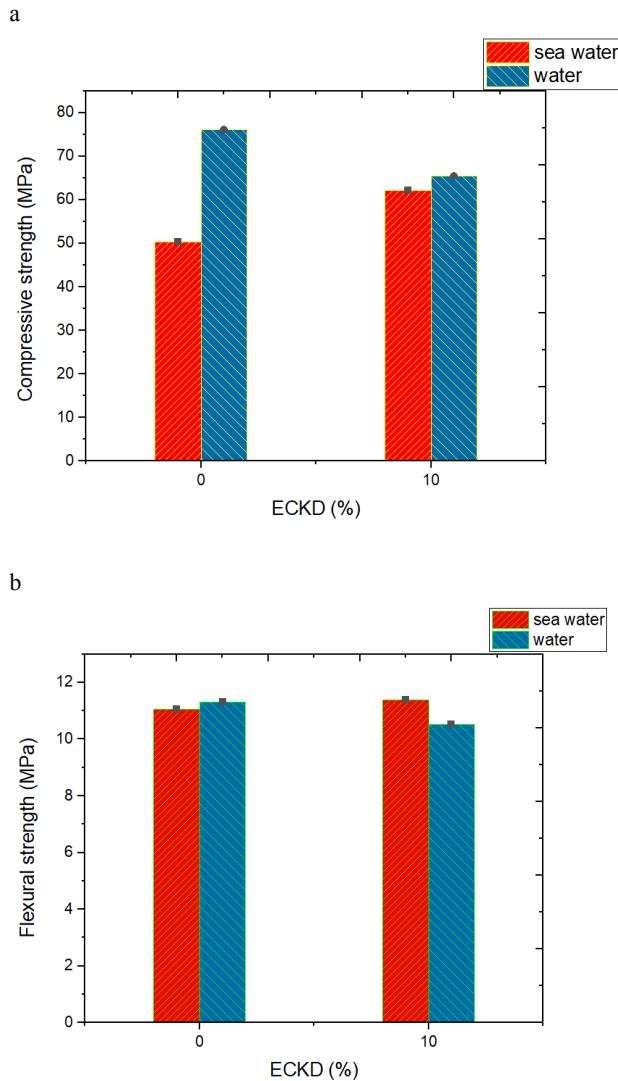 a
sea water
water
80
70
60
50
40
30
20
10
0
Compressive strength (MPa)
0
10
ECKD (%)
b
sea water
water
12
10
8
6
4
2
0
Flexural strength (MPa)
0
10
ECKD (%)